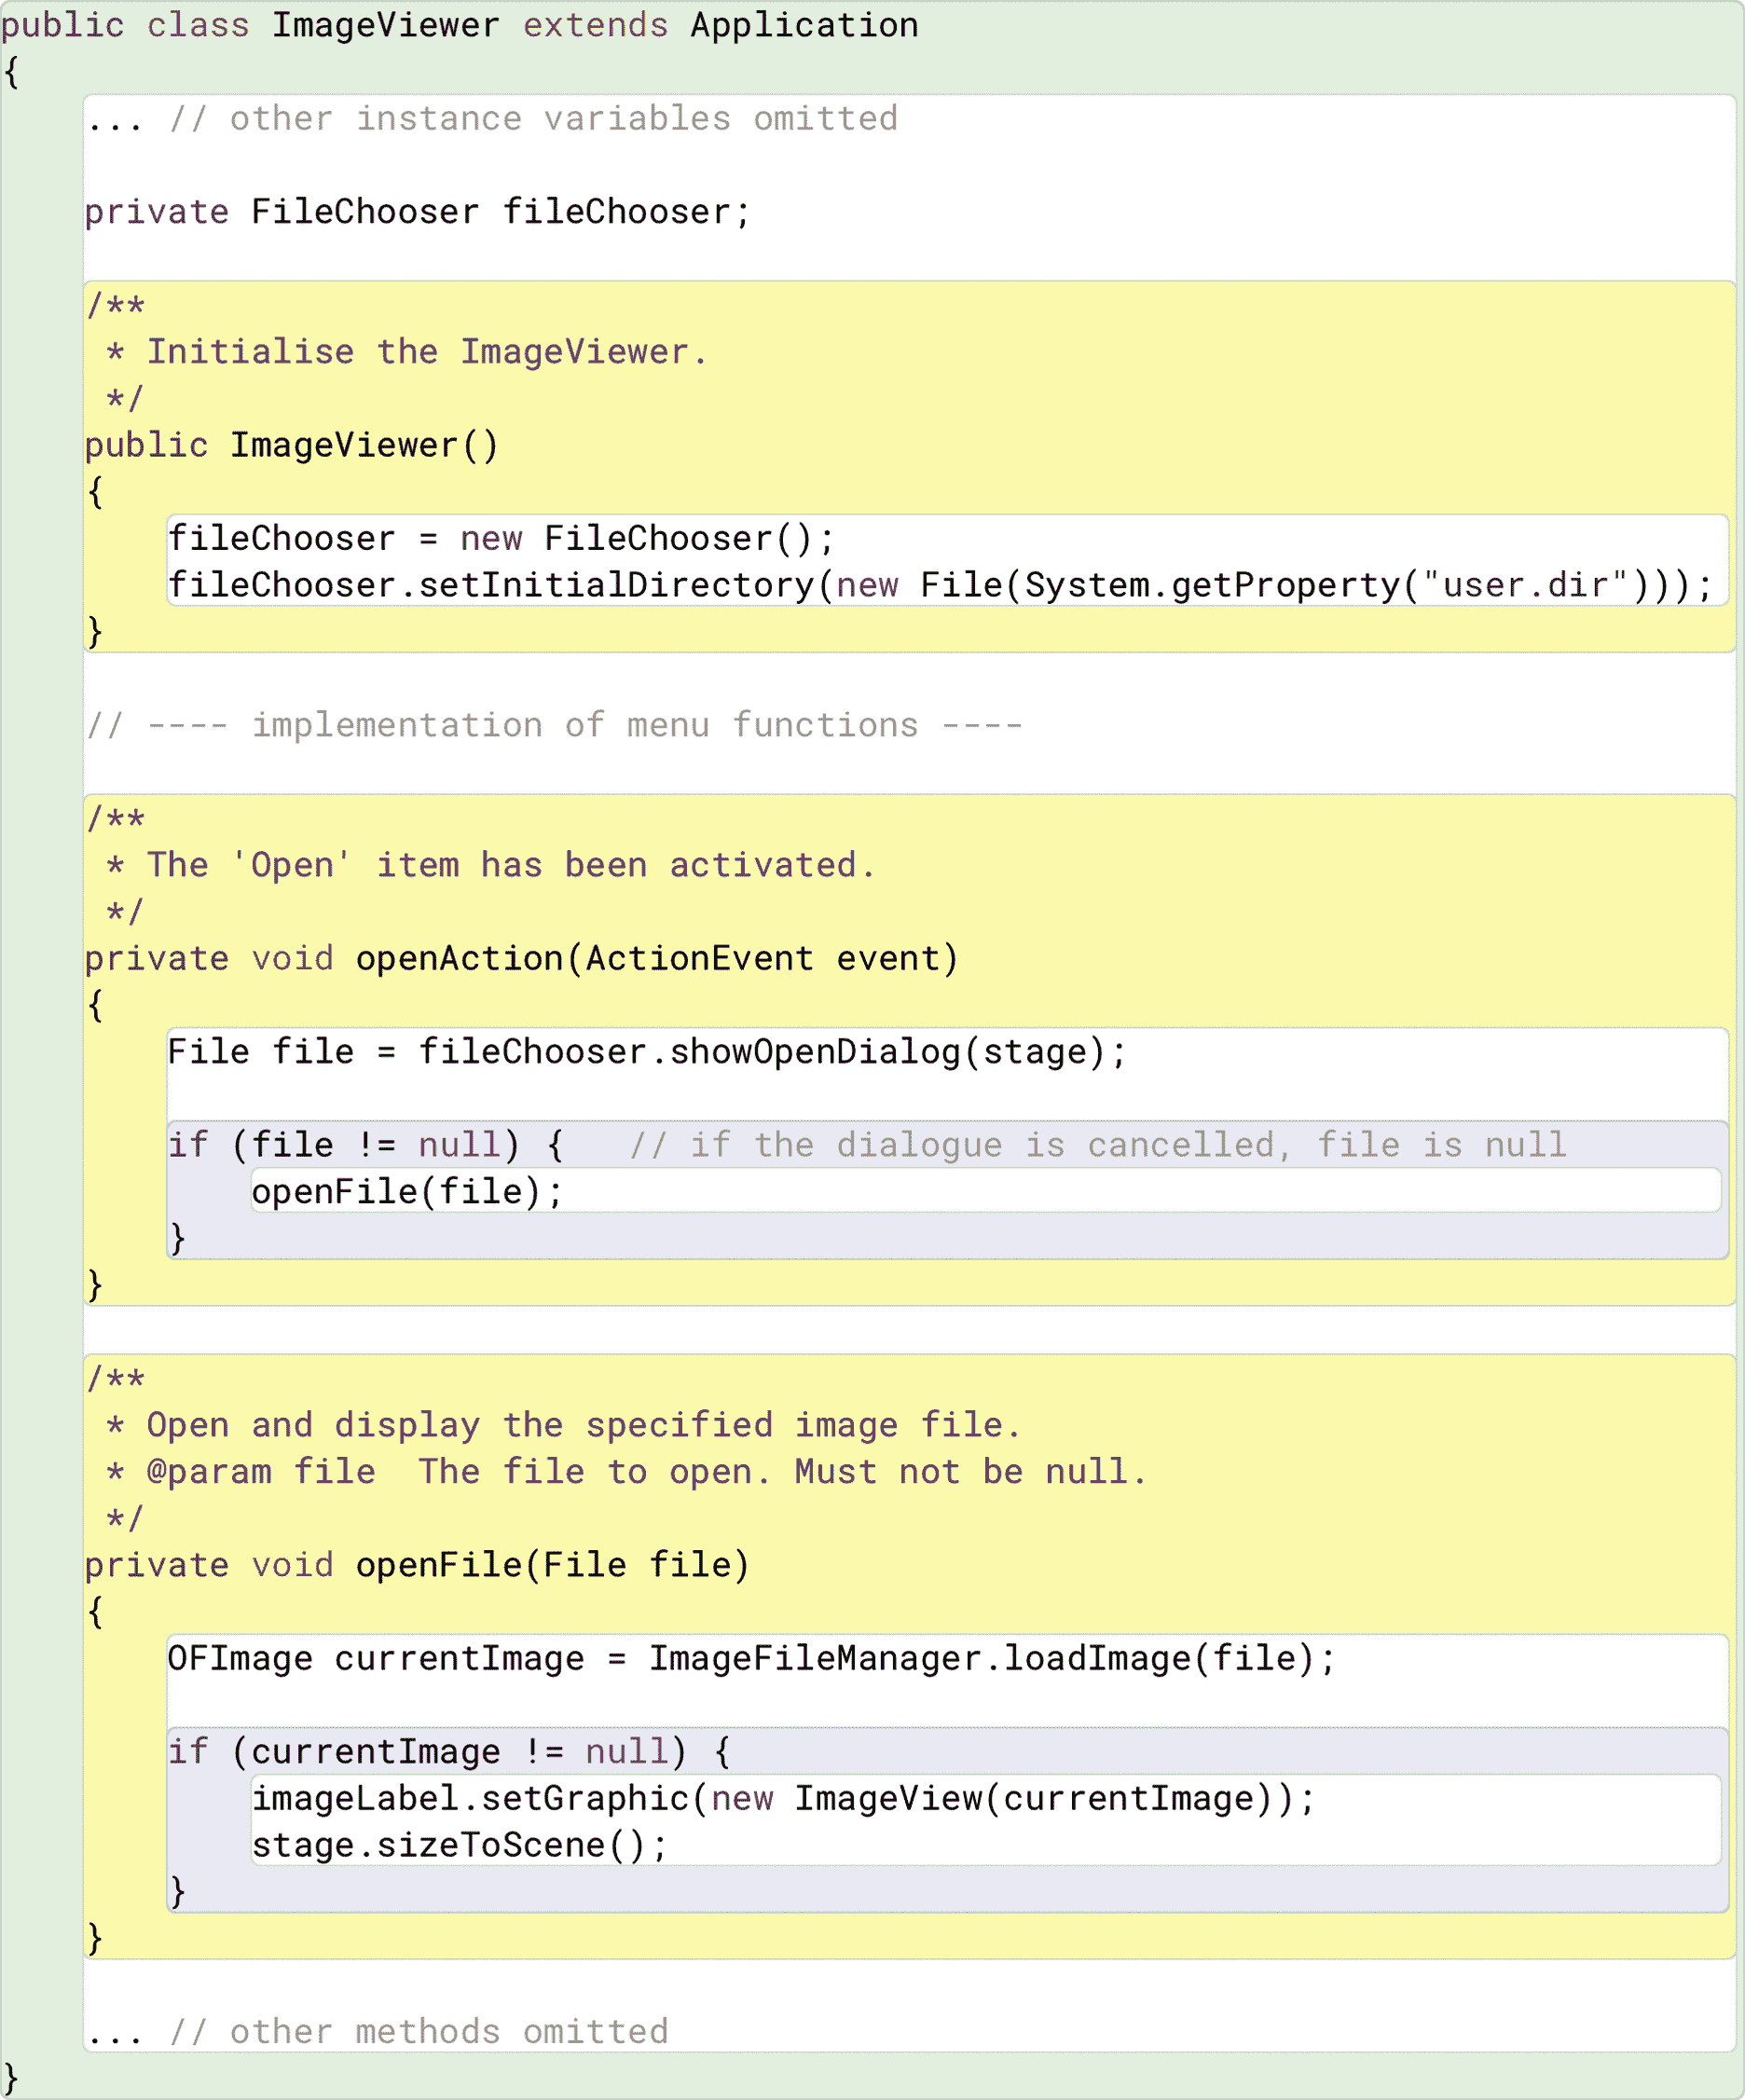 public class ImageViewer extends Application
{
... // other instance variables omitted
private FileChooser fileChooser;
/**
* Initialise the ImageViewer.
*/
public ImageViewer()
{
fileChooser = new FileChooser();
fileChooser.setInitialDirectory(new File(System.getProperty("user.dir")));
}
// ---- implementation of menu functions ----
/**
* The 'Open' item has been activated.
*/
private void openAction(ActionEvent event)
{
File file = fileChooser.showOpenDialog(stage);
if (file != null) { // if the dialogue is cancelled, file is null
openFile(file);
}
}
/**
* Open and display the specified image file.
* @param file The file to open. Must not be null.
*/
private void openFile(File file)
{
OFImage currentImage = ImageFileManager.loadImage(file);
if (currentImage != null) {
imageLabel.setGraphic(new ImageView(currentImage));
stage.sizeToScene();
}
}
... // other methods omitted
}